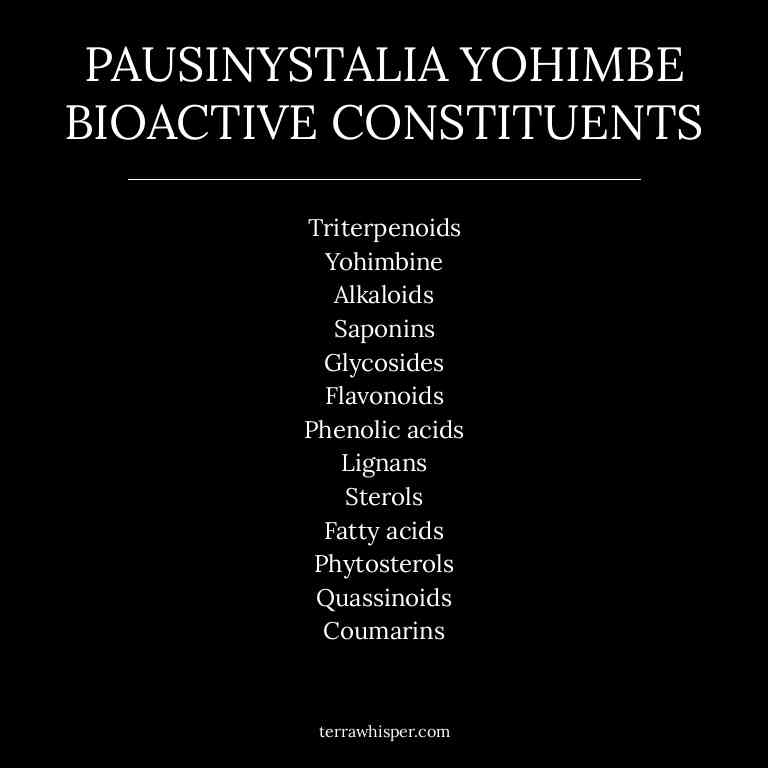 PAUSINYSTALIA YOHIMBE
BIOACTIVE CONSTITUENTS
Triterpenoids
Yohimbine
Alkaloids
Saponins
Glycosides
Flavonoids
Phenolic acids
Lignans
Sterols
Fatty acids
Phytosterols
Quassinoids
Coumarins
terrawhisper.com